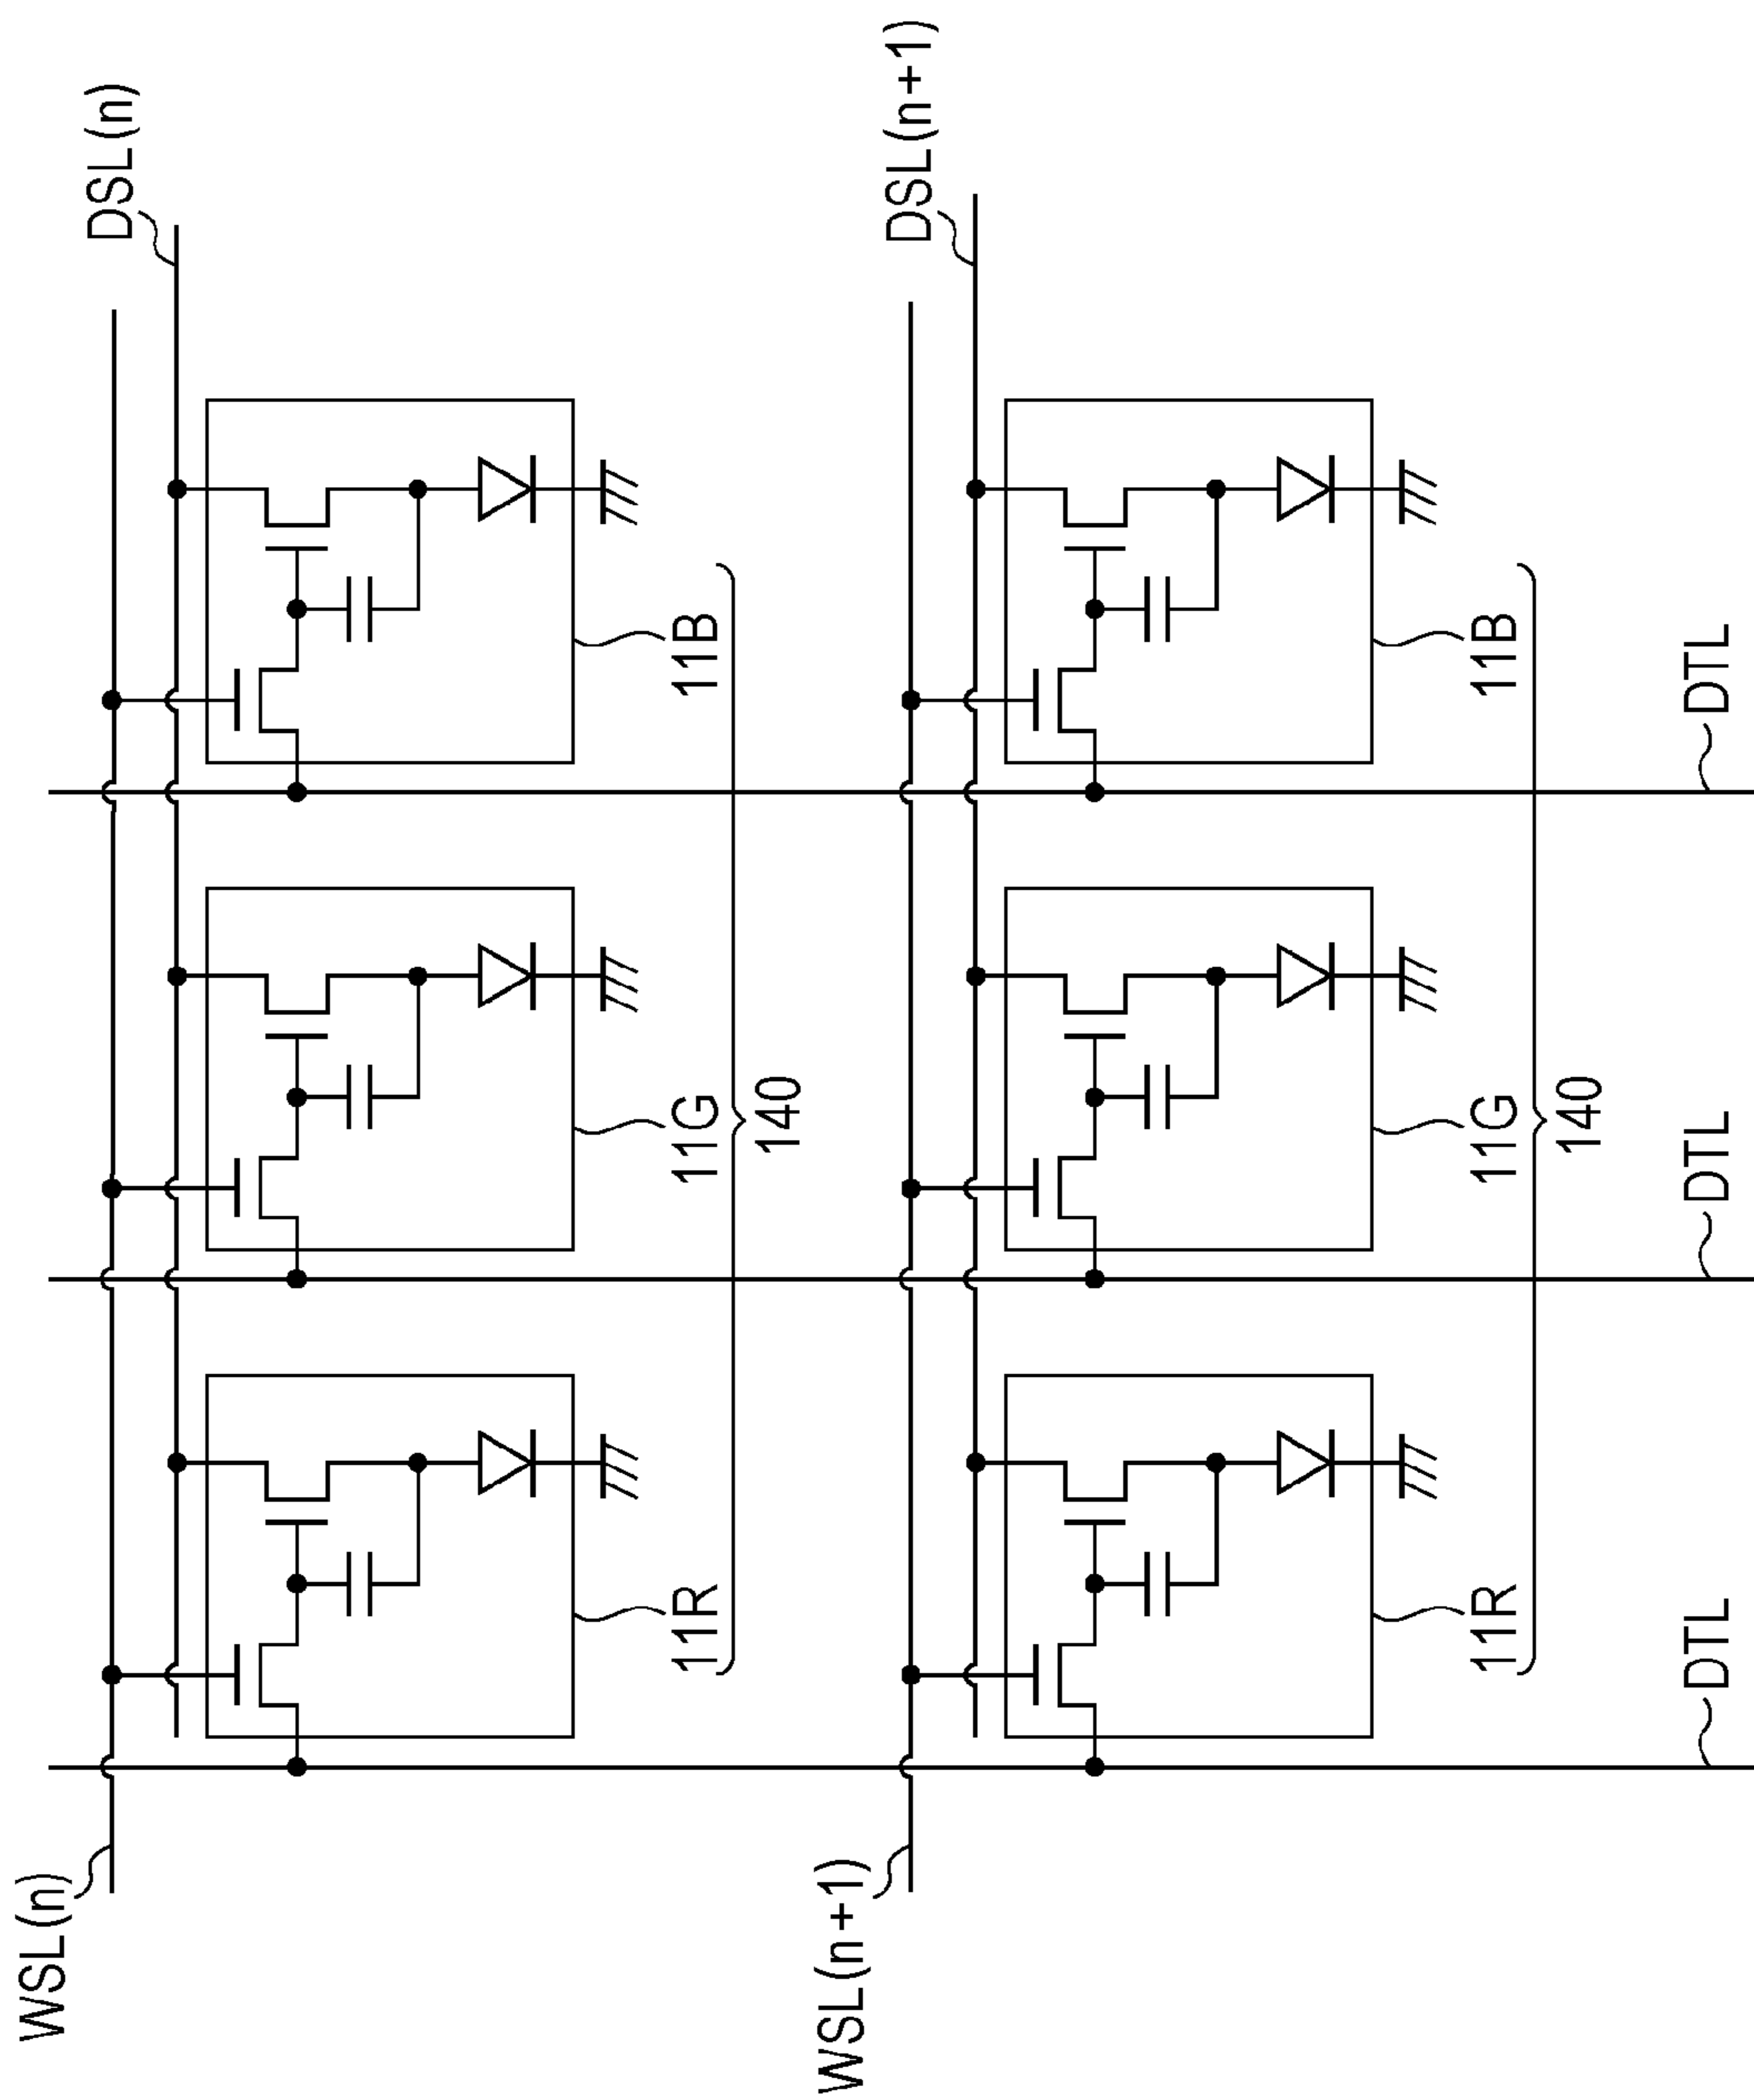 WSL(n)
DSL(n)
11R
11G
11B
140
WSL(n+1)
DSL(n+1)
11R
11G
11B
140
DTL
DTL
DTL